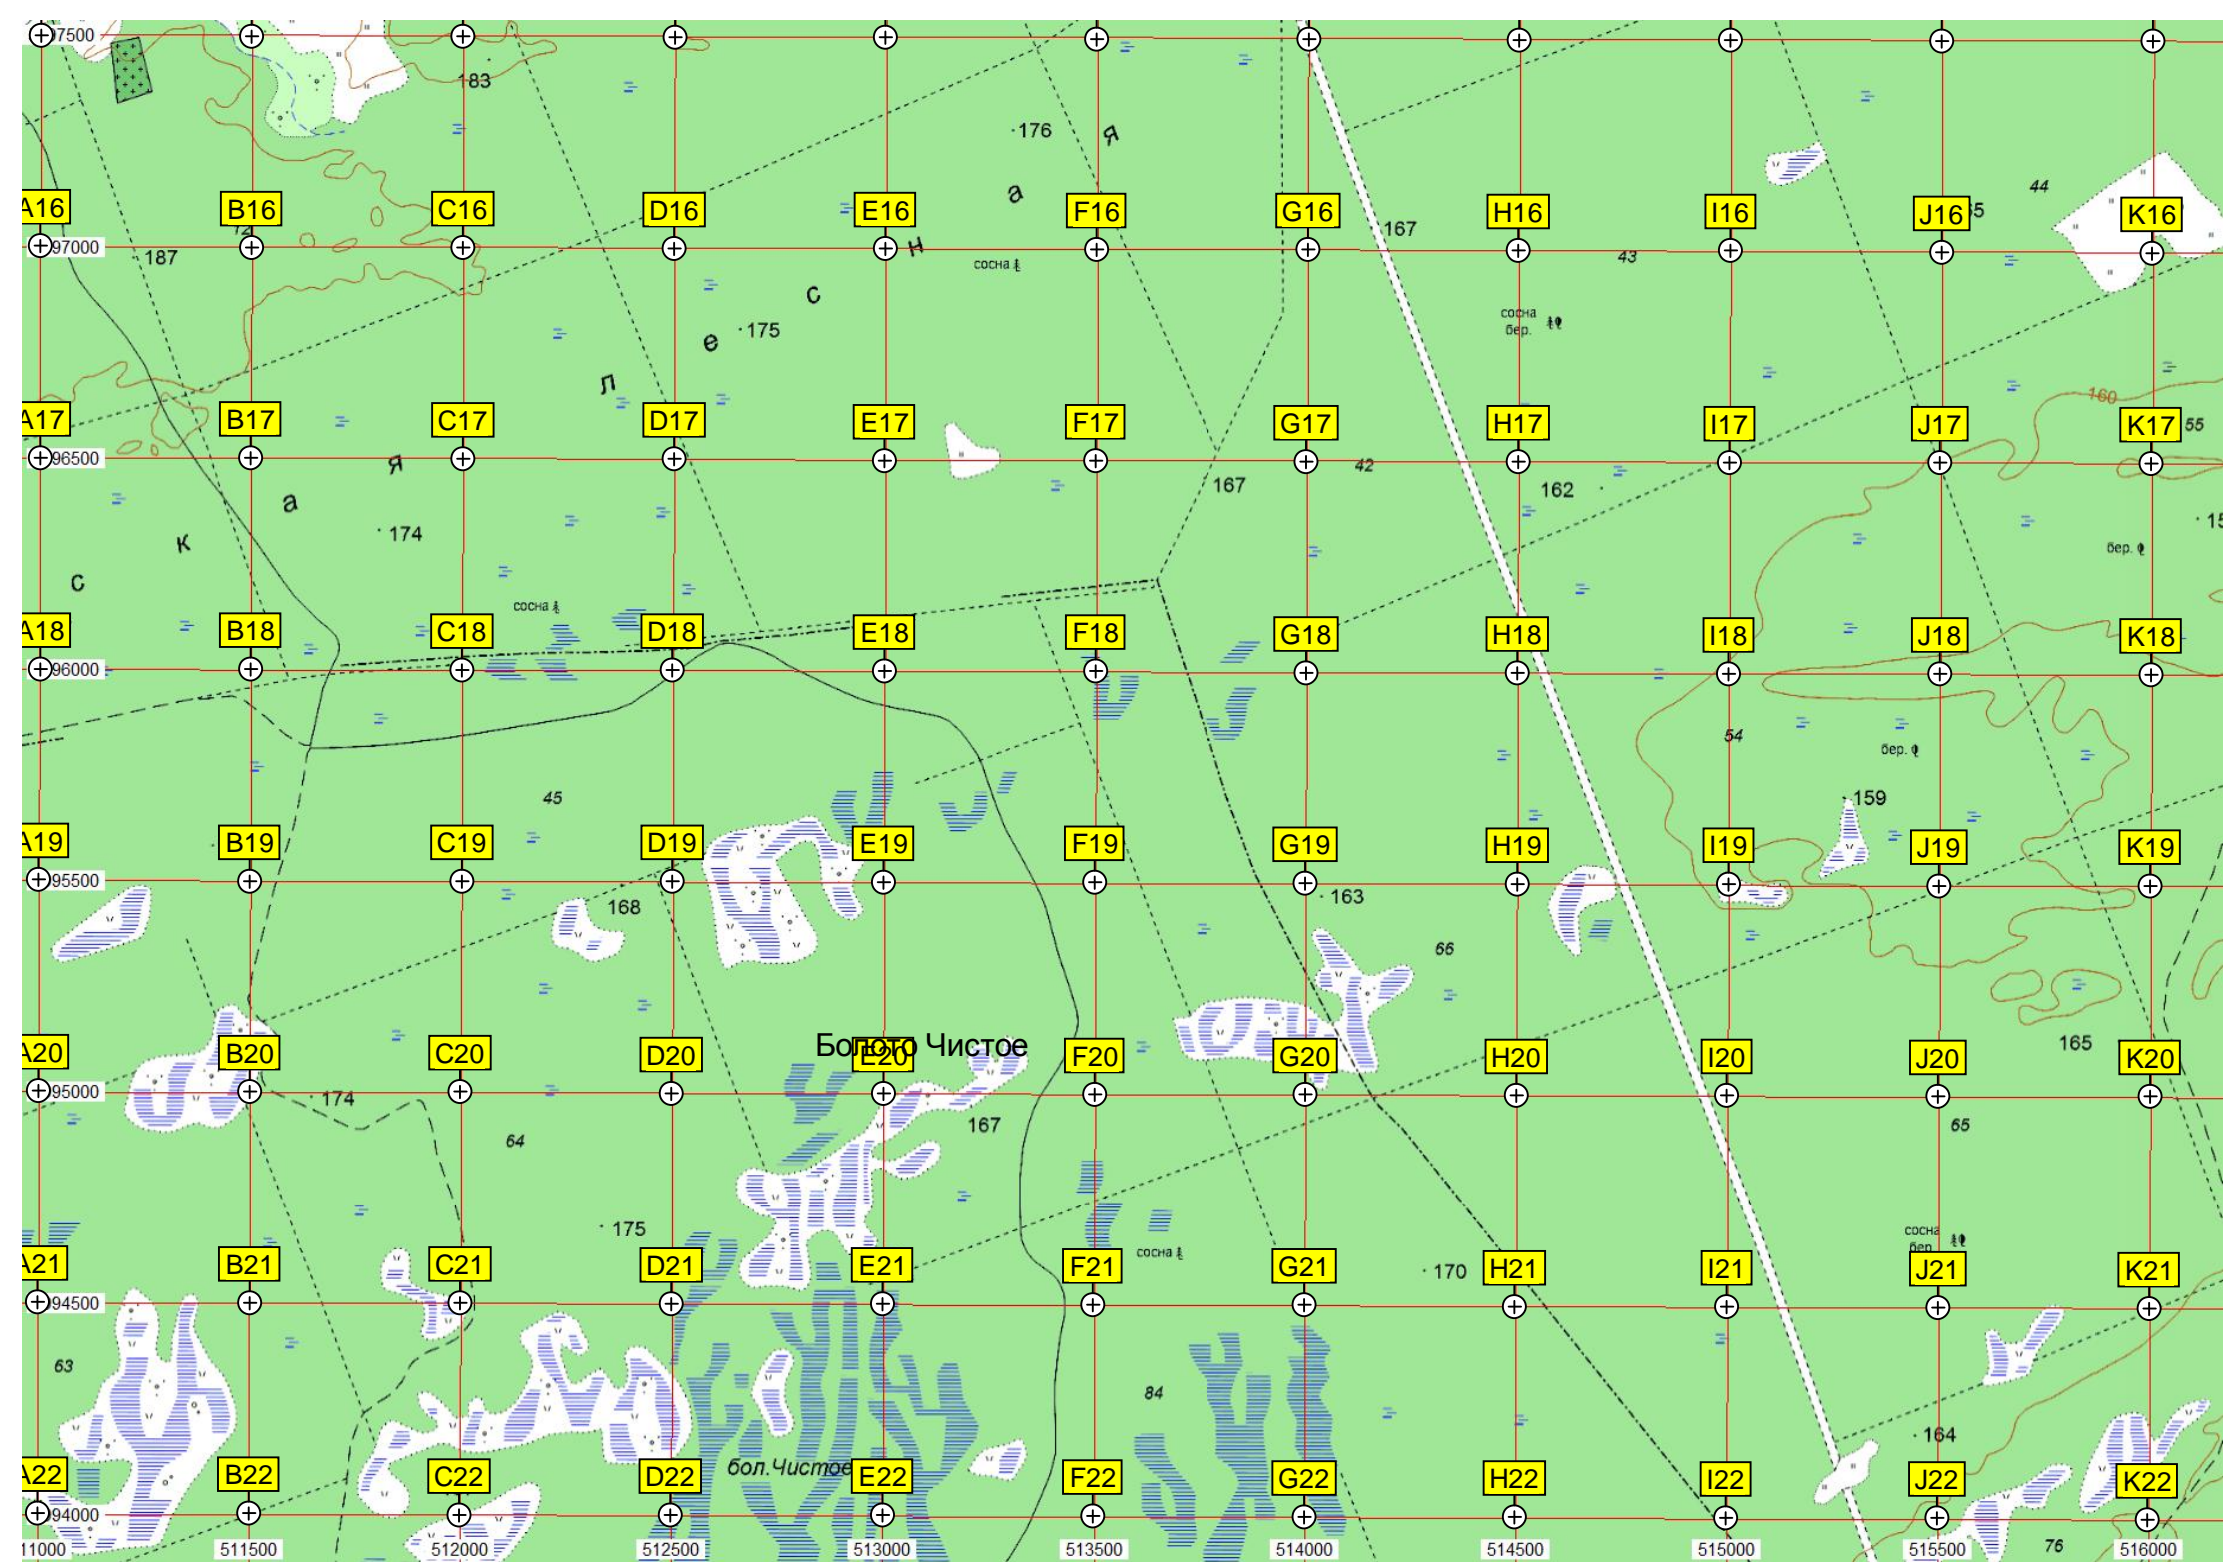 97500
183
176
я
44
A16 B16 C16 D16 E16 а F16 G16 H16 I16 J16 K16
167
97000 187 н сосна 43
с
сосна
бер.
е 175
л
160
A17 B17 C17 D17 E17 F17 G17 H17 I17 J17 K17 55
96500 я 42
167 162
а
174
к бер.
с
сосна
A18 B18 C18 D18 E18 F18 G18 H18 I18 J18 K18
96000
54
бер.
45 159
A19 B19 C19 D19 E19 F19 G19 H19 I19 J19 K19
95500
168 163
66
Болото Чистое
A20 B20 C20 D20 E20 F20 G20 H20 I20 J20 K20
165
95000
174
167 65
64
175
сосна
сосна
бер.
A21 B21 C21 D21 E21 F21 G21 H21 I21 J21 K21
170
94500
63
84
164
бол.Чистое
A22 B22 C22 D22 E22 F22 G22 H22 I22 J22 K22
94000
11000 511500 512000 512500 513000 513500 514000 514500 515000 515500 516000
76